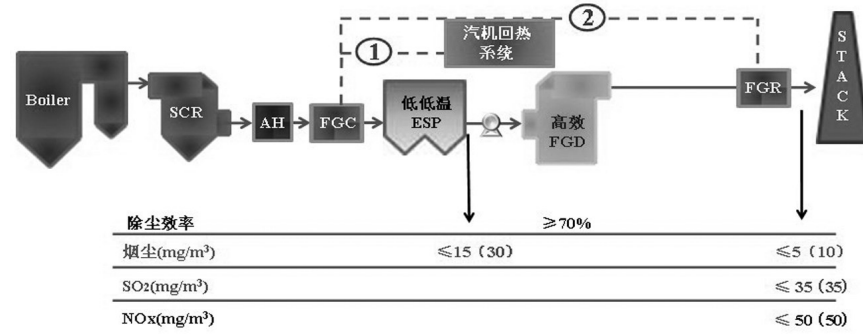 ②
①
汽机回热
系统
STACK
Boiler
SCR
AH
FGC
低低温
ESP
高效
FGD
FGR
除尘效率 ≥70%
烟尘(mg/m³) ≤15（30） ≤5（10）
SO₂(mg/m³) ≤ 35（35）
NOx(mg/m³) ≤ 50（50）